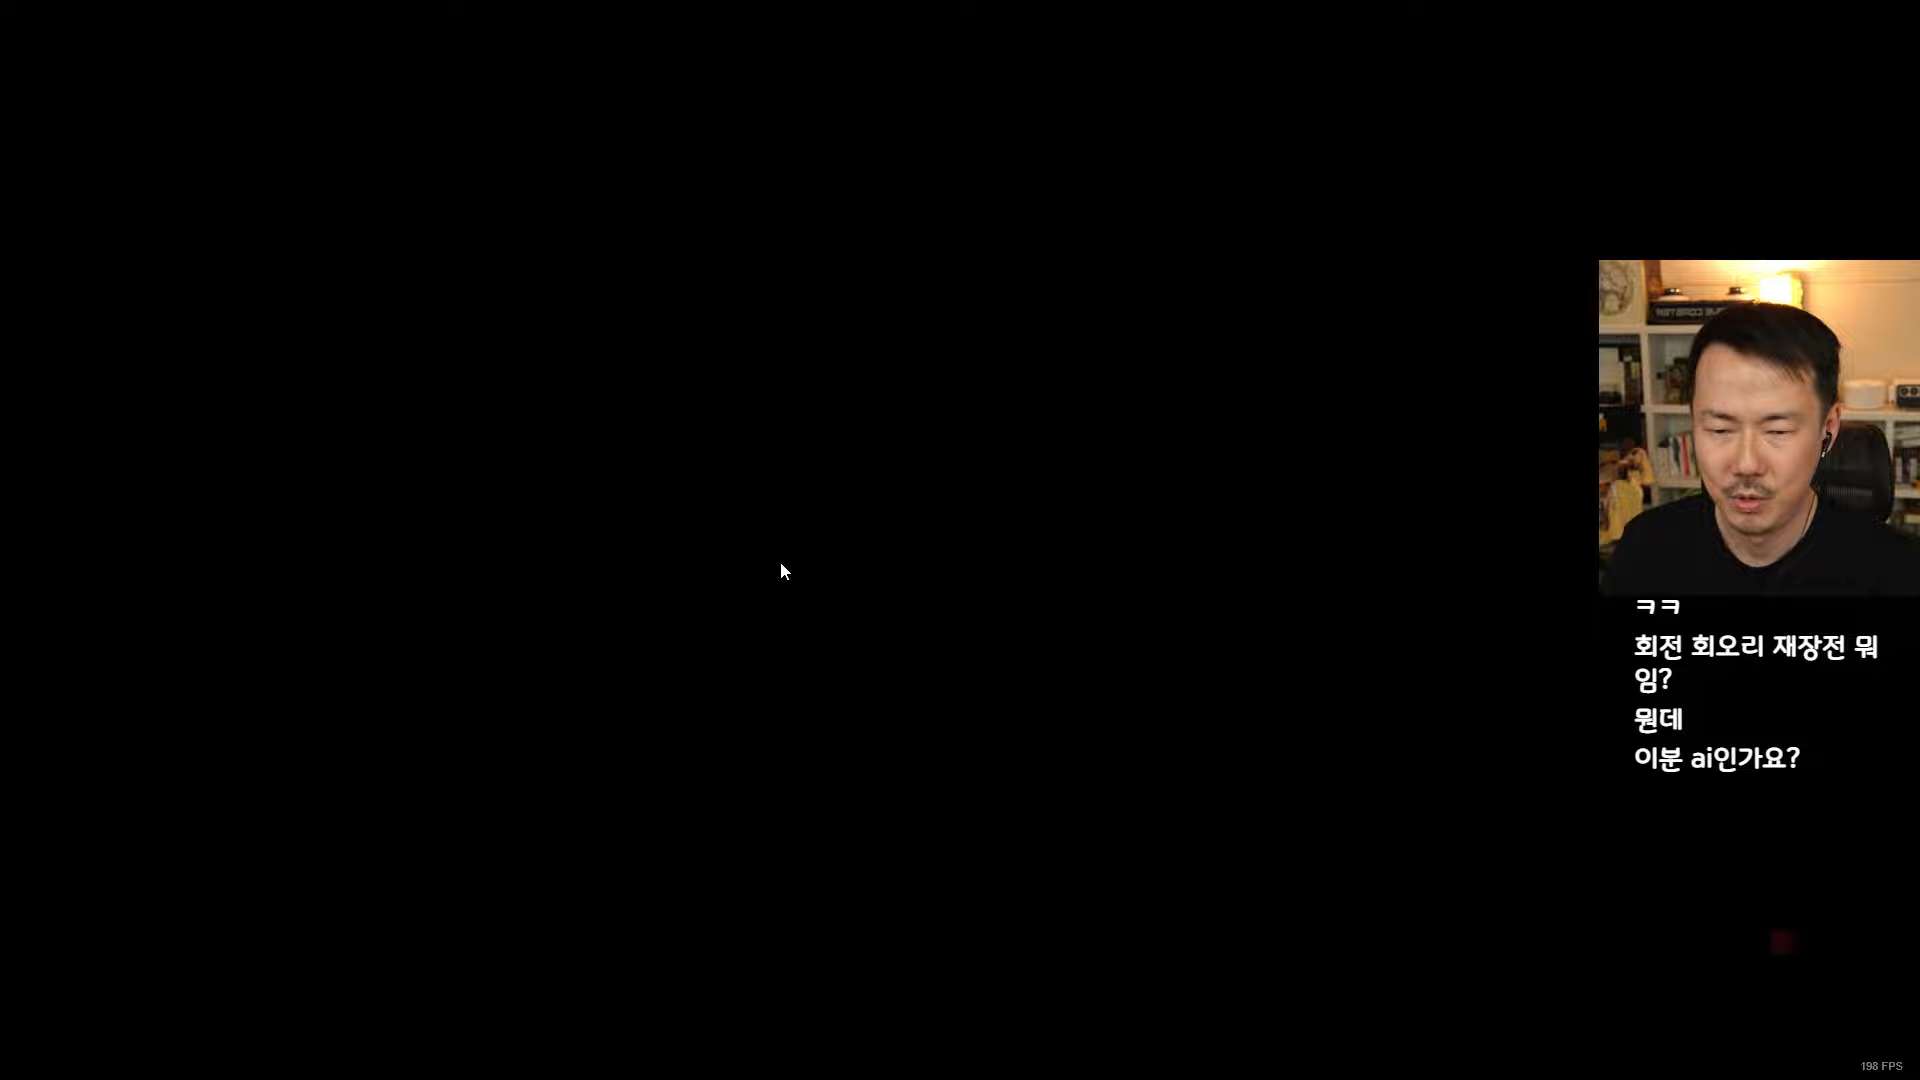 ㅋㅋ
회전 회오리 재장전 뭐
임?
뭔데
이분 ai인가요?
198 FPS